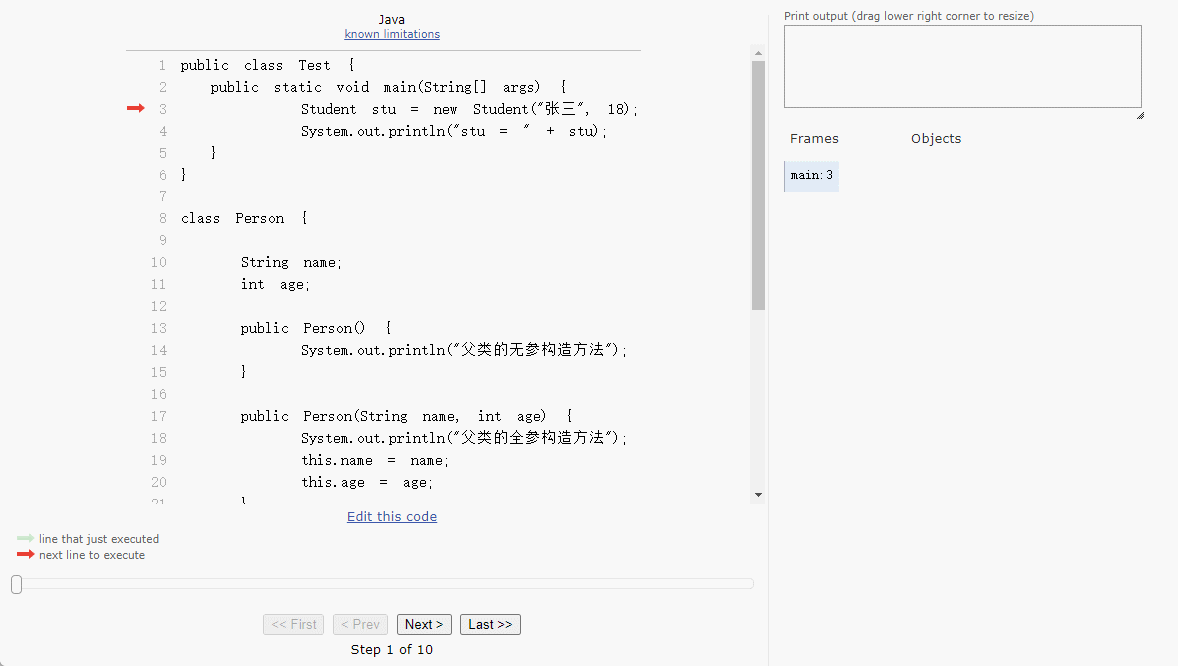 Java
known limitations
1 public class Test {
2 public static void main(String[] args) {
3 Student stu = new Student("张三", 18);
4 System.out.println("stu = " + stu);
5 }
6 }
7
8 class Person {
9
10 String name;
11 int age;
12
13 public Person() {
14 System.out.println("父类的无参构造方法");
15 }
16
17 public Person(String name, int age) {
18 System.out.println("父类的全参构造方法");
19 this.name = name;
20 this.age = age;
21 }
Edit this code
line that just executed
next line to execute
<< First < Prev Next > Last >>
Step 1 of 10
Print output (drag lower right corner to resize)
Frames Objects
main:3